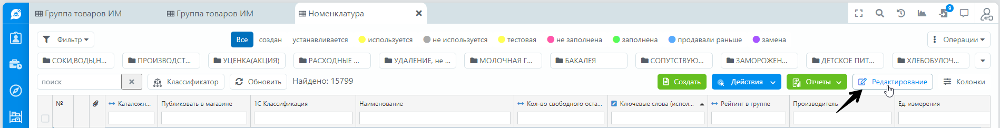 Группа товаров ИМ
Группа товаров ИМ
Номенклатура
9
Фильтр
Все
создан
устанавливается
используется
не используется
тестовая
не заполнена
заполнена
продавали раньше
замена
Операции
СОКИ,ВОДЫ,Н...
ПРОИЗВОДСТ...
УЦЕНКА(АКЦИЯ)
РАСХОДНЫЕ ...
УДАЛЕНИЕ, не ...
МОЛОЧНАЯ Г...
БАКАЛЕЯ
СОПУТСТВУЮ...
ЗАМОРОЖЕН...
ДЕТСКОЕ ПИТ...
ХЛЕБОБУЛОЧ...
поиск
Классификатор
Обновить
Найдено: 15799
Создать
Действия
Отчеты
Редактирование
Колонки
№
Каталожн...
Публиковать в магазине
1С Классификация
Наименование
Кол-во свободного оста...
Ключевые слова (испол...
Рейтинг в группе
Производитель
Ед. измерения